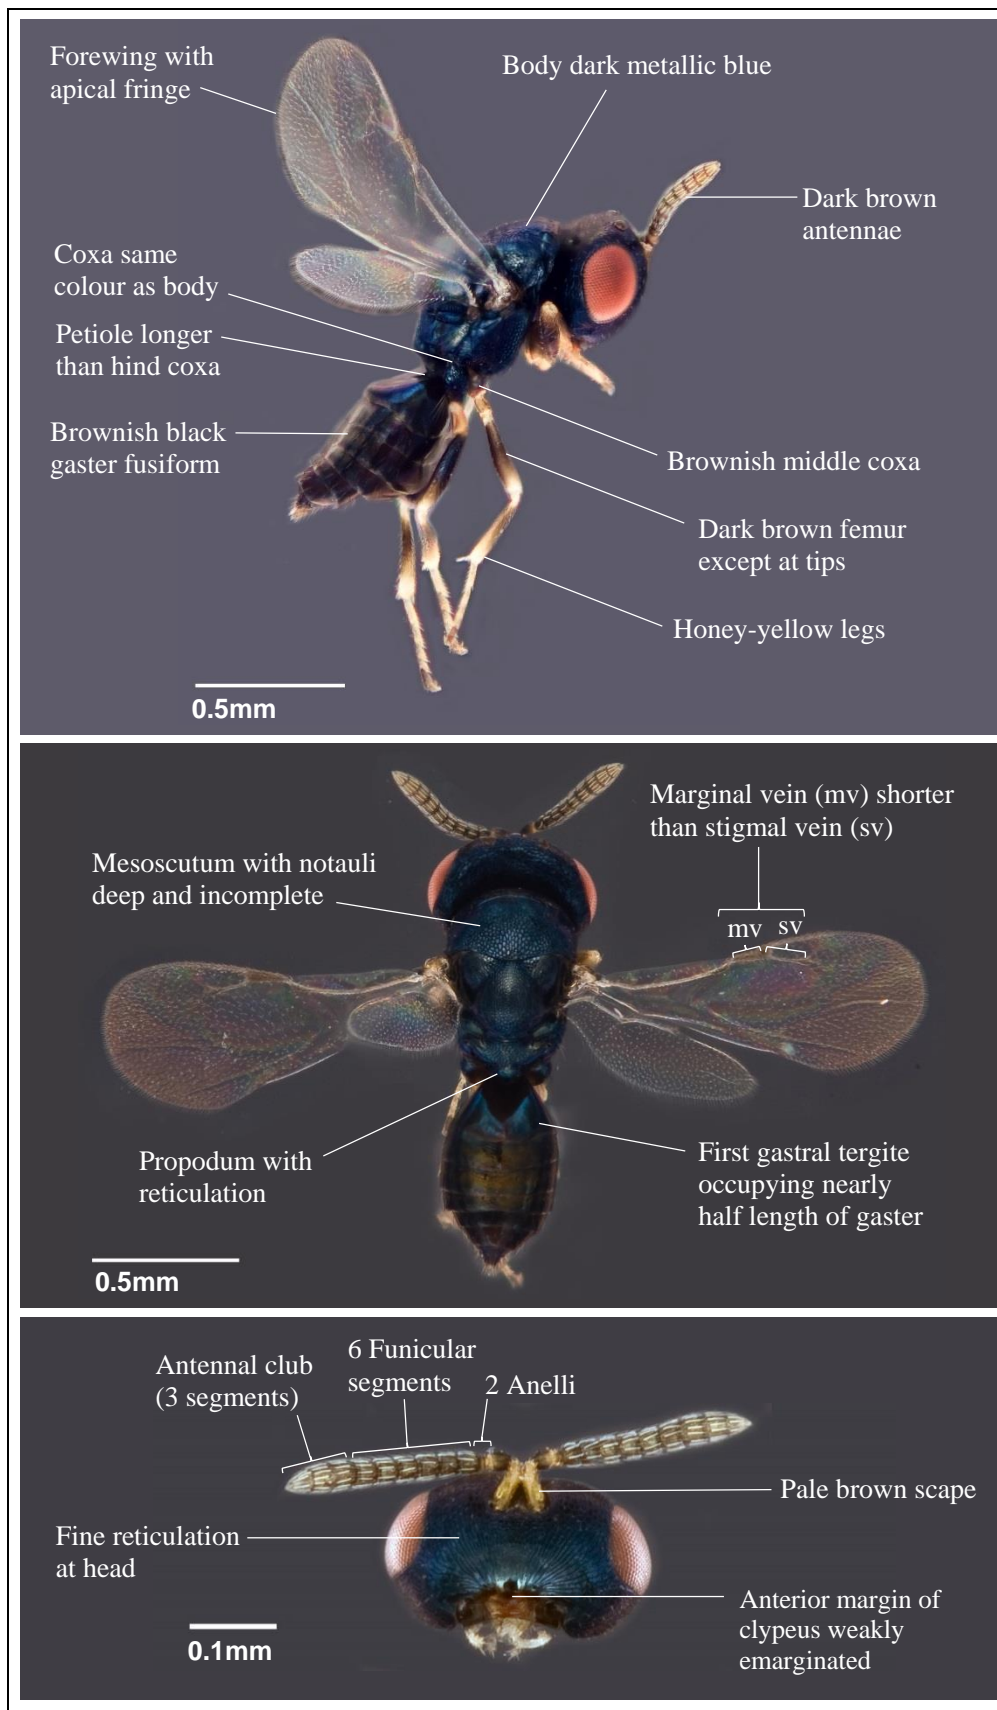 Forewing with
apical fringe
Body dark metallic blue
Dark brown
antennae
Coxa same
colour as body
Petiole longer
than hind coxa
Brownish black
gaster fusiform
Brownish middle coxa
Dark brown femur
except at tips
Honey-yellow legs
0.5mm
Marginal vein (mv) shorter
than stigmal vein (sv)
mv sv
Mesoscutum with notauli
deep and incomplete
Propodum with
reticulation
First gastral tergite
occupying nearly
half length of gaster
0.5mm
Antennal club
(3 segments)
6 Funicular
segments
2 Anelli
Pale brown scape
Fine reticulation
at head
Anterior margin of
clypeus weakly
emarginated
0.1mm